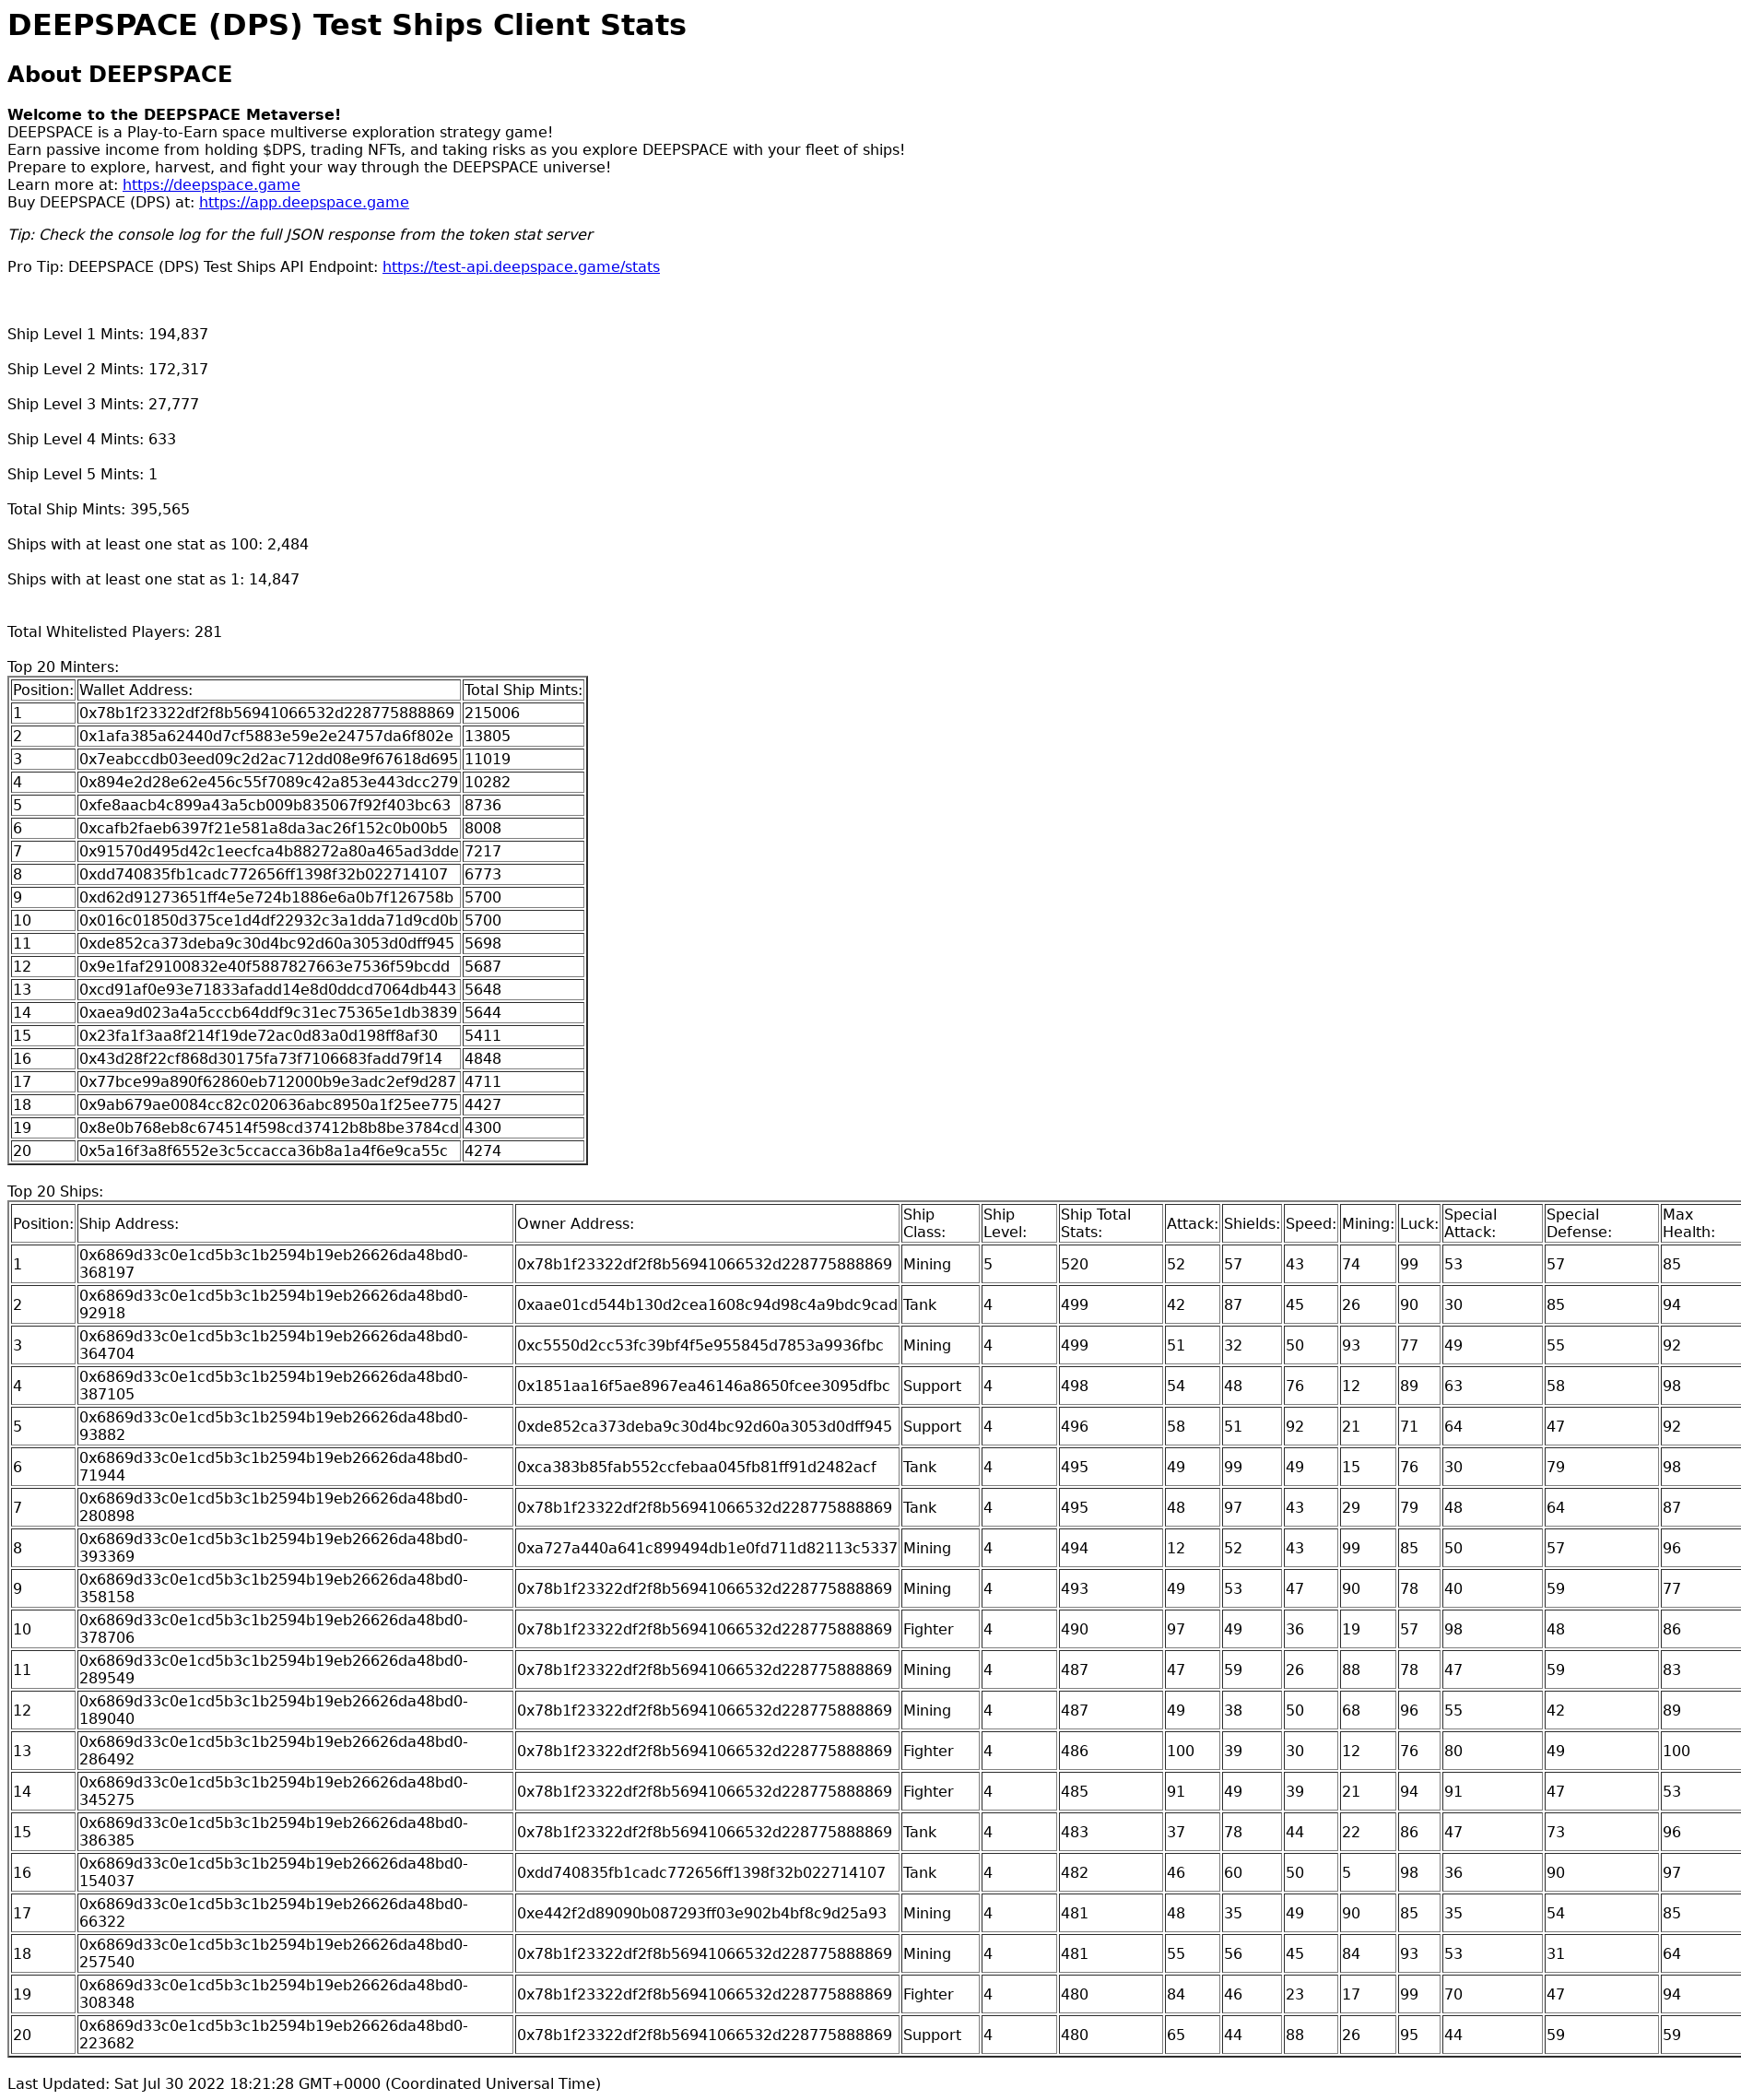 DEEPSPACE (DPS) Test Ships Client Stats
About DEEPSPACE
Welcome to the DEEPSPACE Metaverse!
DEEPSPACE is a Play-to-Earn space multiverse exploration strategy game!
Earn passive income from holding $DPS, trading NFTs, and taking risks as you explore DEEPSPACE with your fleet of ships!
Prepare to explore, harvest, and fight your way through the DEEPSPACE universe!
Learn more at: https://deepspace.game
Buy DEEPSPACE (DPS) at: https://app.deepspace.game
Tip: Check the console log for the full JSON response from the token stat server
Pro Tip: DEEPSPACE (DPS) Test Ships API Endpoint: https://test-api.deepspace.game/stats
Ship Level 1 Mints: 194,837
Ship Level 2 Mints: 172,317
Ship Level 3 Mints: 27,777
Ship Level 4 Mints: 633
Ship Level 5 Mints: 1
Total Ship Mints: 395,565
Ships with at least one stat as 100: 2,484
Ships with at least one stat as 1: 14,847
Total Whitelisted Players: 281
Top 20 Minters:
Position: Wallet Address: Total Ship Mints:
1 0x78b1f23322df2f8b56941066532d228775888869 215006
2 0x1afa385a62440d7cf5883e59e2e24757da6f802e 13805
3 0x7eabccdb03eed09c2d2ac712dd08e9f67618d695 11019
4 0x894e2d28e62e456c55f7089c42a853e443dcc279 10282
5 0xfe8aacb4c899a43a5cb009b835067f92f403bc63 8736
6 0xcafb2faeb6397f21e581a8da3ac26f152c0b00b5 8008
7 0x91570d495d42c1eecfca4b88272a80a465ad3dde 7217
8 0xdd740835fb1cadc772656ff1398f32b022714107 6773
9 0xd62d91273651ff4e5e724b1886e6a0b7f126758b 5700
10 0x016c01850d375ce1d4df22932c3a1dda71d9cd0b 5700
11 0xde852ca373deba9c30d4bc92d60a3053d0dff945 5698
12 0x9e1faf29100832e40f5887827663e7536f59bcdd 5687
13 0xcd91af0e93e71833afadd14e8d0ddcd7064db443 5648
14 0xaea9d023a4a5cccb64ddf9c31ec75365e1db3839 5644
15 0x23fa1f3aa8f214f19de72ac0d83a0d198ff8af30 5411
16 0x43d28f22cf868d30175fa73f7106683fadd79f14 4848
17 0x77bce99a890f62860eb712000b9e3adc2ef9d287 4711
18 0x9ab679ae0084cc82c020636abc8950a1f25ee775 4427
19 0x8e0b768eb8c674514f598cd37412b8b8be3784cd 4300
20 0x5a16f3a8f6552e3c5ccacca36b8a1a4f6e9ca55c 4274
Top 20 Ships:
Position: Ship Address: Owner Address: Ship Class: Ship Level: Ship Total Stats: Attack: Shields: Speed: Mining: Luck: Special Attack: Special Defense: Max Health:
1 0x6869d33c0e1cd5b3c1b2594b19eb26626da48bd0-368197 0x78b1f23322df2f8b56941066532d228775888869 Mining 5 520 52 57 43 74 99 53 57 85
2 0x6869d33c0e1cd5b3c1b2594b19eb26626da48bd0-92918 0xaae01cd544b130d2cea1608c94d98c4a9bdc9cad Tank 4 499 42 87 45 26 90 30 85 94
3 0x6869d33c0e1cd5b3c1b2594b19eb26626da48bd0-364704 0xc5550d2cc53fc39bf4f5e955845d7853a9936fbc Mining 4 499 51 32 50 93 77 49 55 92
4 0x6869d33c0e1cd5b3c1b2594b19eb26626da48bd0-387105 0x1851aa16f5ae8967ea46146a8650fcee3095dfbc Support 4 498 54 48 76 12 89 63 58 98
5 0x6869d33c0e1cd5b3c1b2594b19eb26626da48bd0-93882 0xde852ca373deba9c30d4bc92d60a3053d0dff945 Support 4 496 58 51 92 21 71 64 47 92
6 0x6869d33c0e1cd5b3c1b2594b19eb26626da48bd0-71944 0xca383b85fab552ccfebaa045fb81ff91d2482acf Tank 4 495 49 99 49 15 76 30 79 98
7 0x6869d33c0e1cd5b3c1b2594b19eb26626da48bd0-280898 0x78b1f23322df2f8b56941066532d228775888869 Tank 4 495 48 97 43 29 79 48 64 87
8 0x6869d33c0e1cd5b3c1b2594b19eb26626da48bd0-393369 0xa727a440a641c899494db1e0fd711d82113c5337 Mining 4 494 12 52 43 99 85 50 57 96
9 0x6869d33c0e1cd5b3c1b2594b19eb26626da48bd0-358158 0x78b1f23322df2f8b56941066532d228775888869 Mining 4 493 49 53 47 90 78 40 59 77
10 0x6869d33c0e1cd5b3c1b2594b19eb26626da48bd0-378706 0x78b1f23322df2f8b56941066532d228775888869 Fighter 4 490 97 49 36 19 57 98 48 86
11 0x6869d33c0e1cd5b3c1b2594b19eb26626da48bd0-289549 0x78b1f23322df2f8b56941066532d228775888869 Mining 4 487 47 59 26 88 78 47 59 83
12 0x6869d33c0e1cd5b3c1b2594b19eb26626da48bd0-189040 0x78b1f23322df2f8b56941066532d228775888869 Mining 4 487 49 38 50 68 96 55 42 89
13 0x6869d33c0e1cd5b3c1b2594b19eb26626da48bd0-286492 0x78b1f23322df2f8b56941066532d228775888869 Fighter 4 486 100 39 30 12 76 80 49 100
14 0x6869d33c0e1cd5b3c1b2594b19eb26626da48bd0-345275 0x78b1f23322df2f8b56941066532d228775888869 Fighter 4 485 91 49 39 21 94 91 47 53
15 0x6869d33c0e1cd5b3c1b2594b19eb26626da48bd0-386385 0x78b1f23322df2f8b56941066532d228775888869 Tank 4 483 37 78 44 22 86 47 73 96
16 0x6869d33c0e1cd5b3c1b2594b19eb26626da48bd0-154037 0xdd740835fb1cadc772656ff1398f32b022714107 Tank 4 482 46 60 50 5 98 36 90 97
17 0x6869d33c0e1cd5b3c1b2594b19eb26626da48bd0-66322 0xe442f2d89090b087293ff03e902b4bf8c9d25a93 Mining 4 481 48 35 49 90 85 35 54 85
18 0x6869d33c0e1cd5b3c1b2594b19eb26626da48bd0-257540 0x78b1f23322df2f8b56941066532d228775888869 Mining 4 481 55 56 45 84 93 53 31 64
19 0x6869d33c0e1cd5b3c1b2594b19eb26626da48bd0-308348 0x78b1f23322df2f8b56941066532d228775888869 Fighter 4 480 84 46 23 17 99 70 47 94
20 0x6869d33c0e1cd5b3c1b2594b19eb26626da48bd0-223682 0x78b1f23322df2f8b56941066532d228775888869 Support 4 480 65 44 88 26 95 44 59 59
Last Updated: Sat Jul 30 2022 18:21:28 GMT+0000 (Coordinated Universal Time)